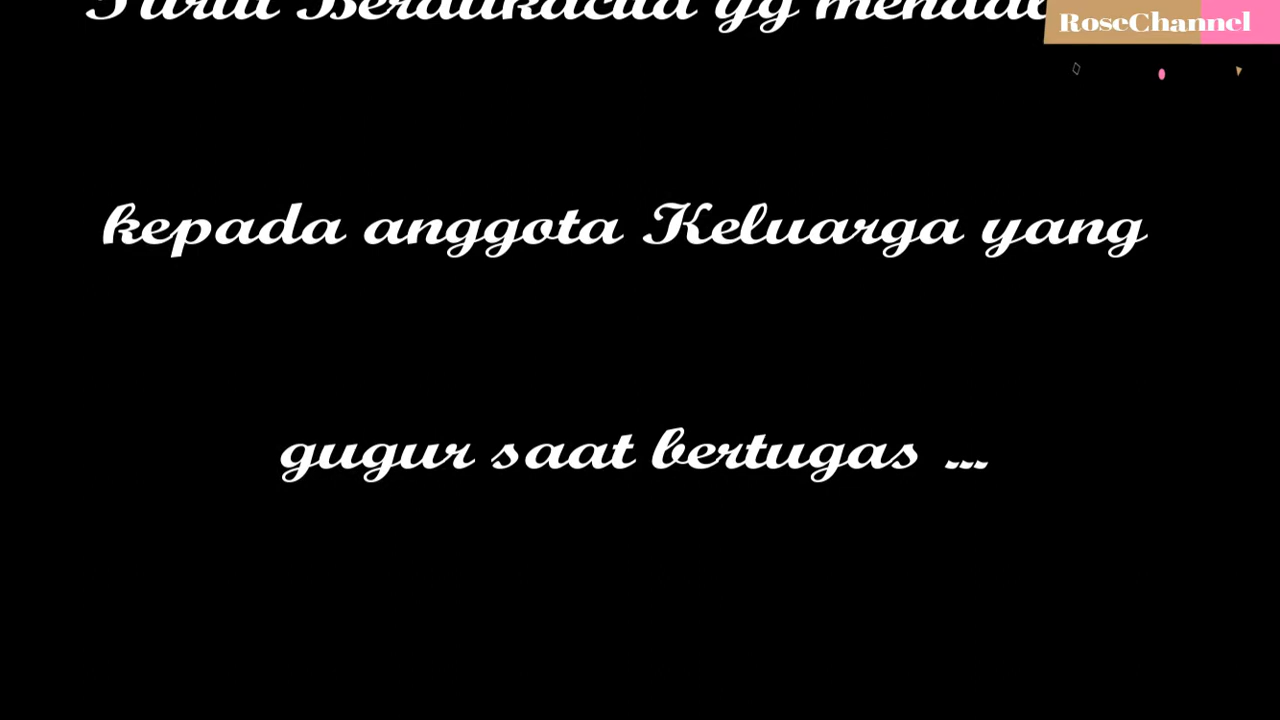 Turut Berdukacita yg
RoseChannel
kepada anggota Keluarga yang
gugur saat bertugas ...